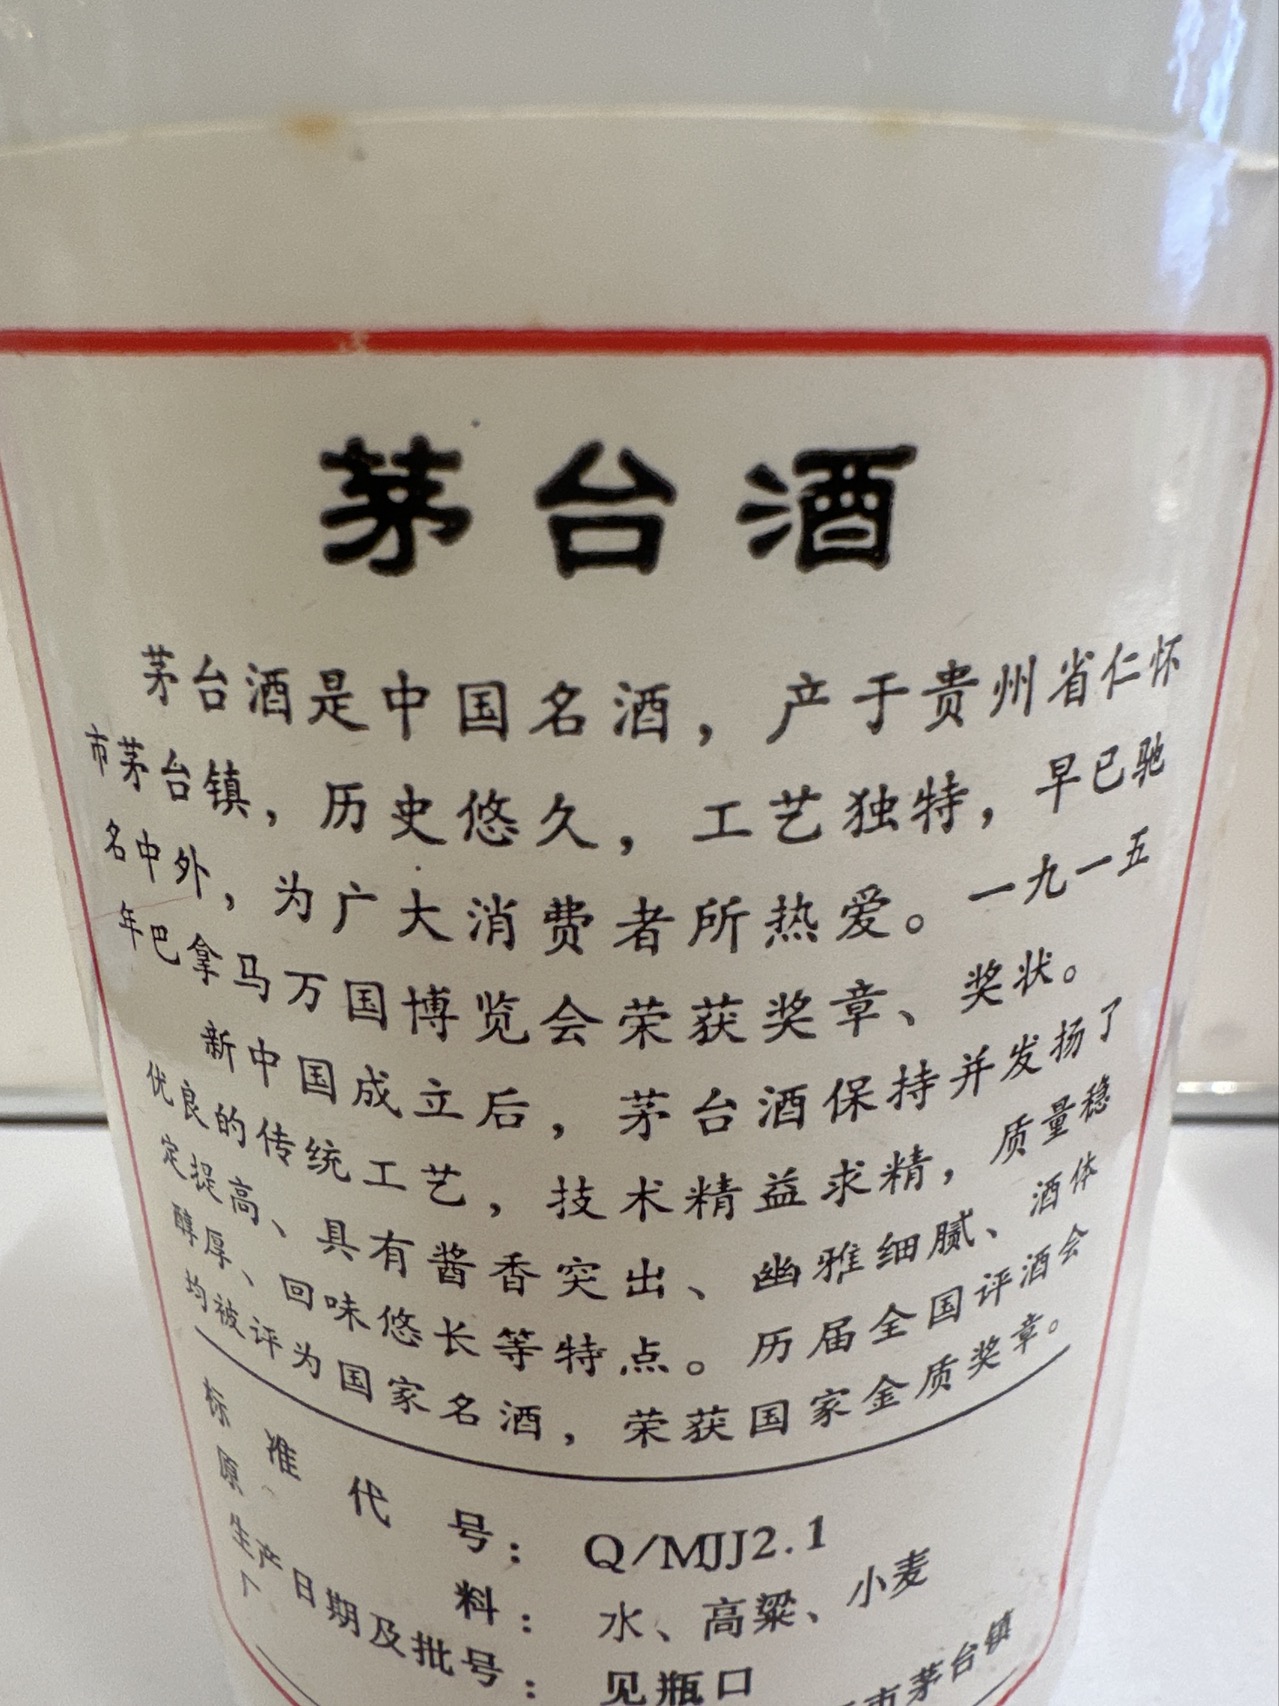 茅台酒
茅台酒是中国名酒，产于贵州省仁怀
市茅台镇，历史悠久，工艺独特，早已驰
名中外，为广大消费者所热爱。一九一五
年巴拿马万国博览会荣获奖章、奖状。
新中国成立后，茅台酒保持并发扬了
优良的传统工艺，技术精益求精，质量稳
定提高、具有酱香突出、幽雅细腻、酒体
醇厚、回味悠长等特点。历届全国评酒会
均被评为国家名酒，荣获国家金质奖章。
标准代号：Q/MJJ2.1
原料：水、高粱、小麦
生产日期及批号：见瓶口
市茅台镇